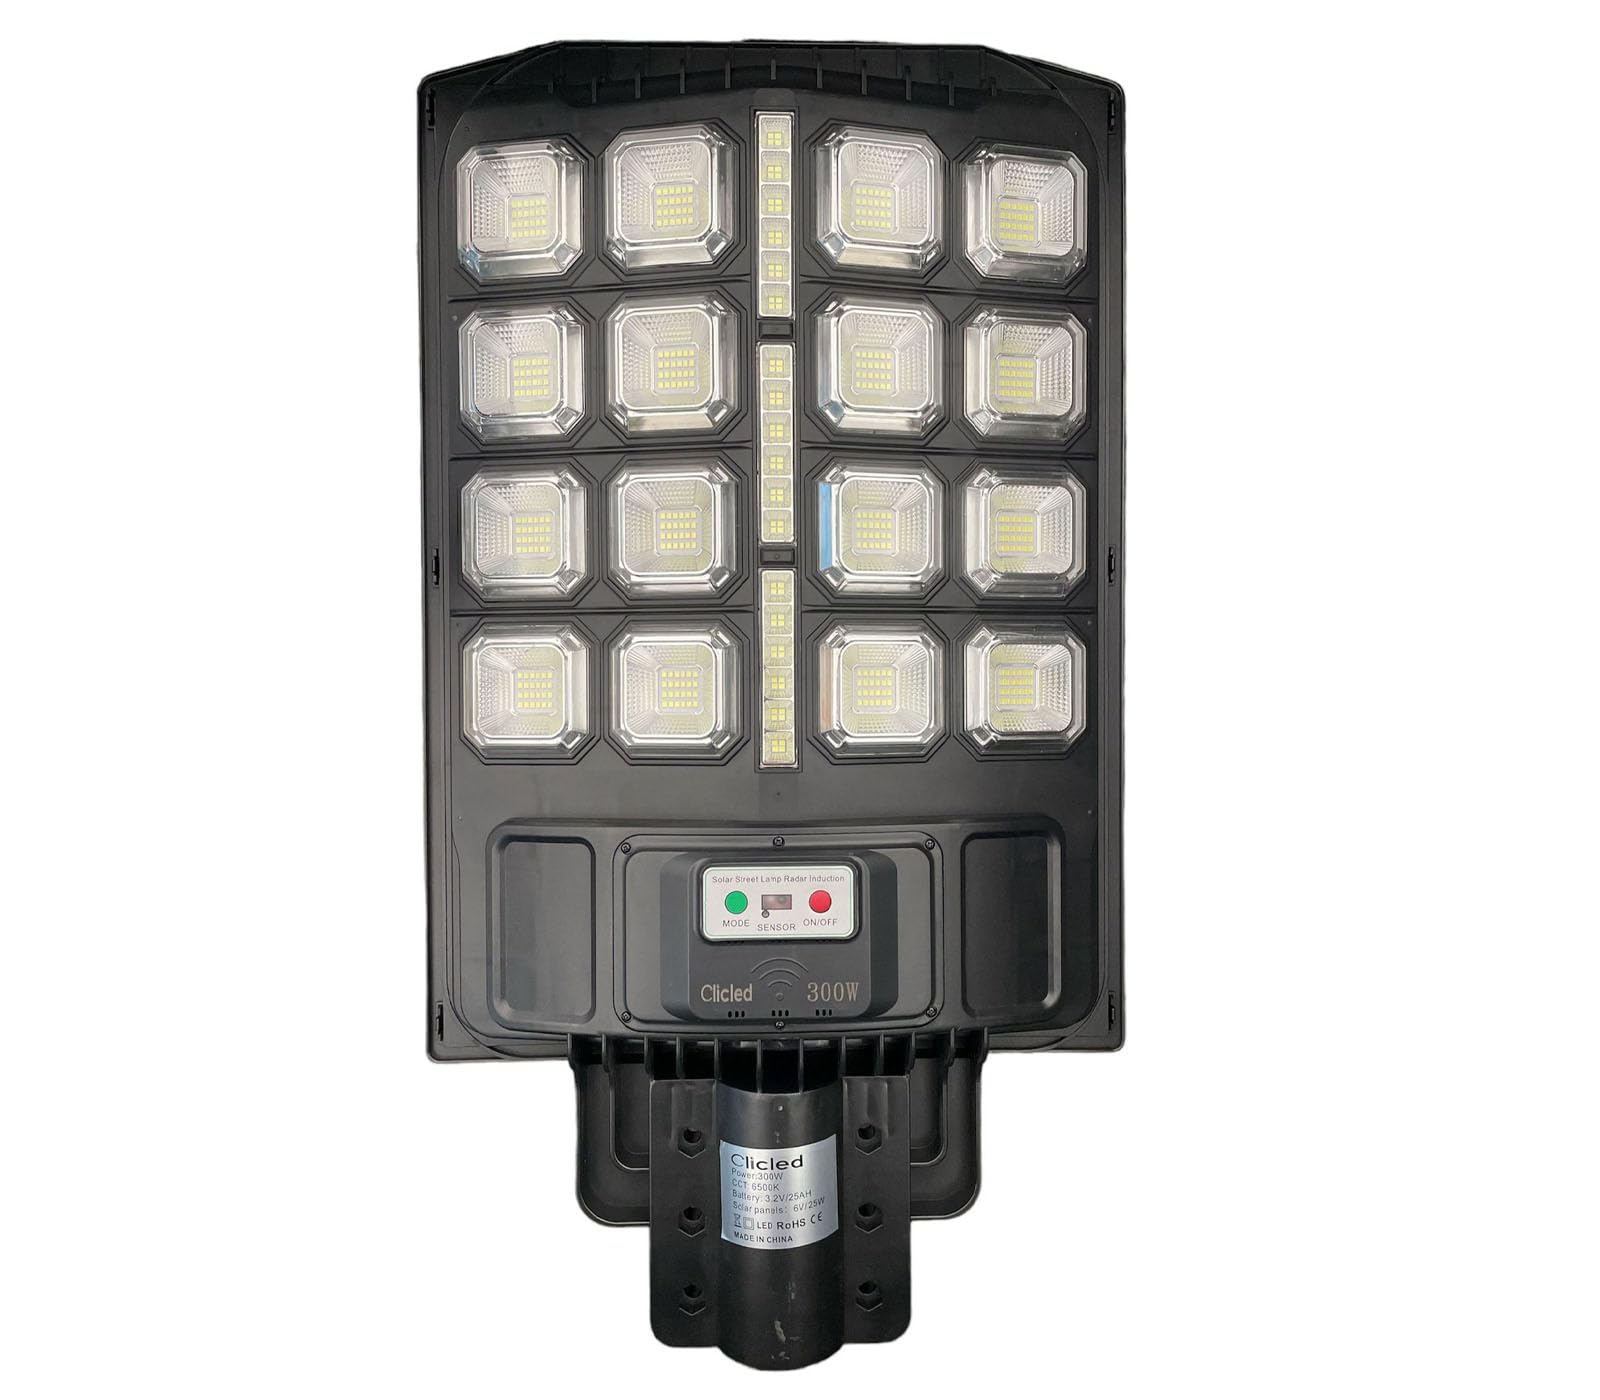 Solar Street Lamp Radar Induction
MODE SENSOR ON/OFF
Clicled 300W
Clicled
Power:300W
CCT: 6500K
Battery: 3.2V/25AH
Solar panels: 6V/25W
LED RoHS CE
MADE IN CHINA